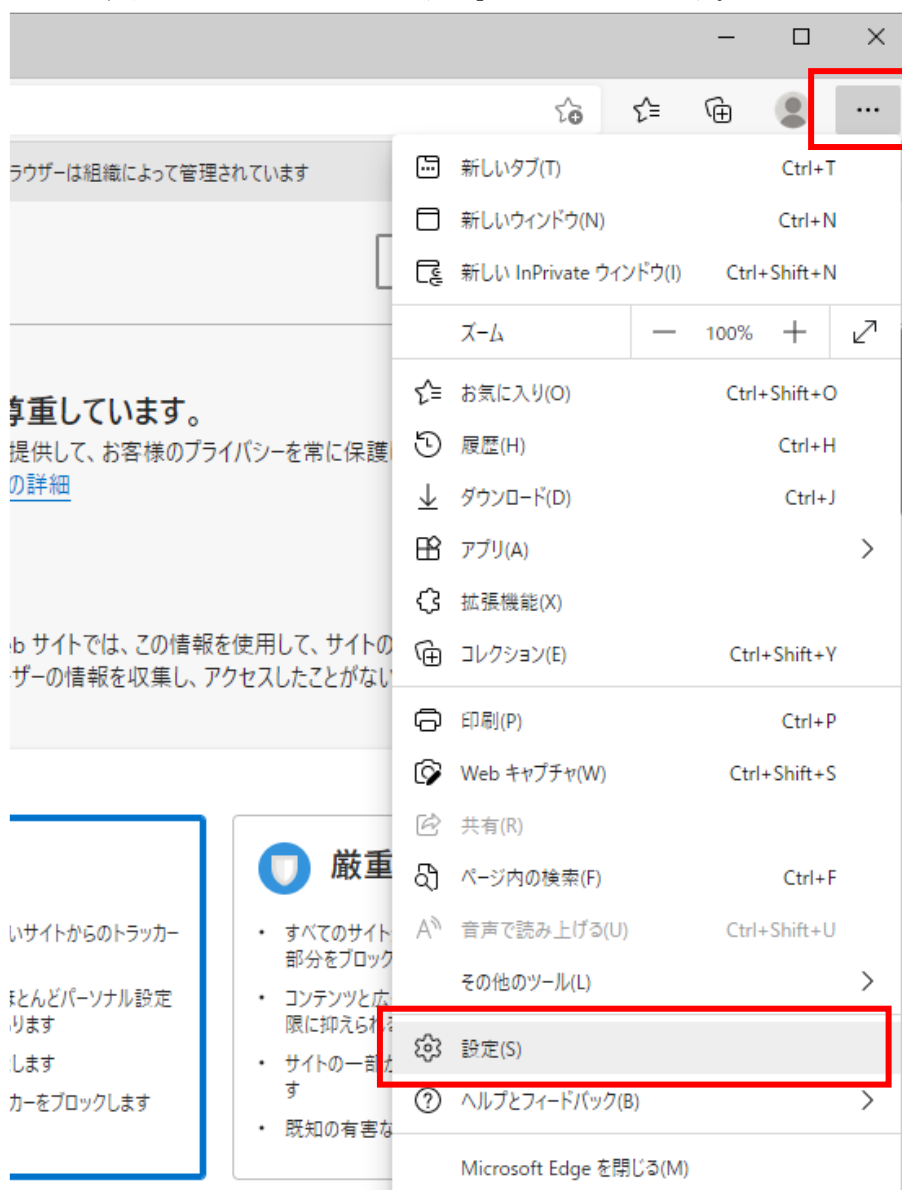 ラウザーは組織によって管理されています
新しいタブ(T) Ctrl+T
新しいウィンドウ(N) Ctrl+N
新しい InPrivate ウィンドウ(I) Ctrl+Shift+N
ズーム 100%
お気に入り(O) Ctrl+Shift+O
履歴(H) Ctrl+H
ダウンロード(D) Ctrl+J
アプリ(A)
拡張機能(X)
コレクション(E) Ctrl+Shift+Y
印刷(P) Ctrl+P
Web キャプチャ(W) Ctrl+Shift+S
共有(R)
ページ内の検索(F) Ctrl+F
音声で読み上げる(U) Ctrl+Shift+U
その他のツール(L)
設定(S)
ヘルプとフィードバック(B)
Microsoft Edge を閉じる(M)
重しています。
提供して、お客様のプライバシーを常に保護
の詳細
サイトでは、この情報を使用して、サイトの
ザーの情報を収集し、アクセスしたことがない
いサイトからのトラッカー
とんどパーソナル設定
ります
します
カーをブロックします
厳重
• すべてのサイト
部分をブロック
• コンテンツと広
限に抑えられ
• サイトの一部
す
• 既知の有害な